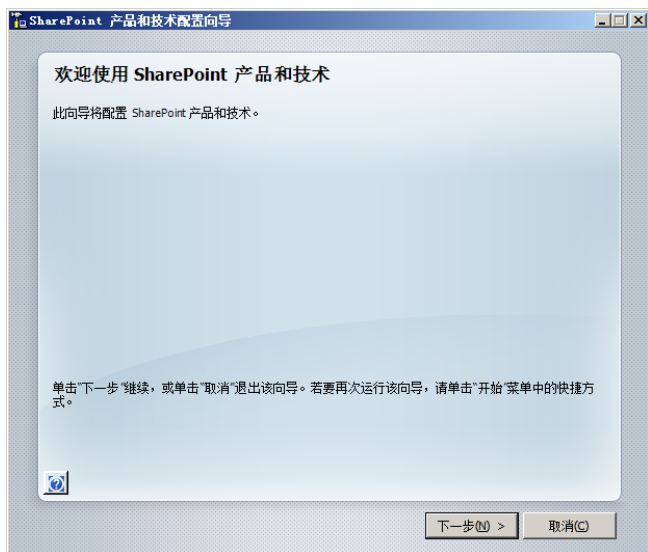 SharePoint 产品和技术配置向导
欢迎使用 SharePoint 产品和技术
此向导将配置 SharePoint 产品和技术。
单击"下一步"继续，或单击"取消"退出该向导。若要再次运行该向导，请单击"开始"菜单中的快捷方
式。
下一步(N) > 取消(C)